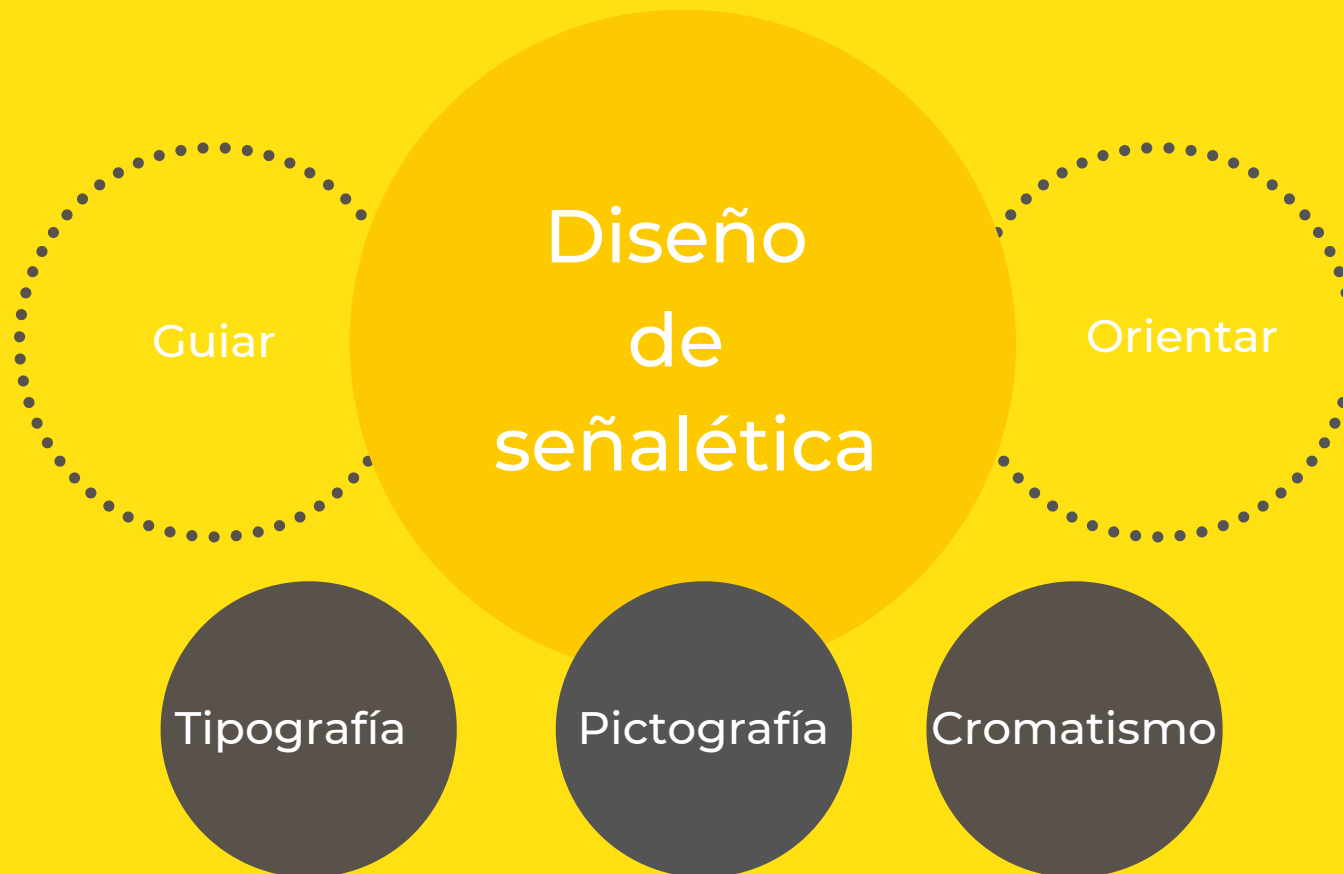 Diseño
de
señalética
Guiar
Orientar
Tipografía
Pictografía
Cromatismo